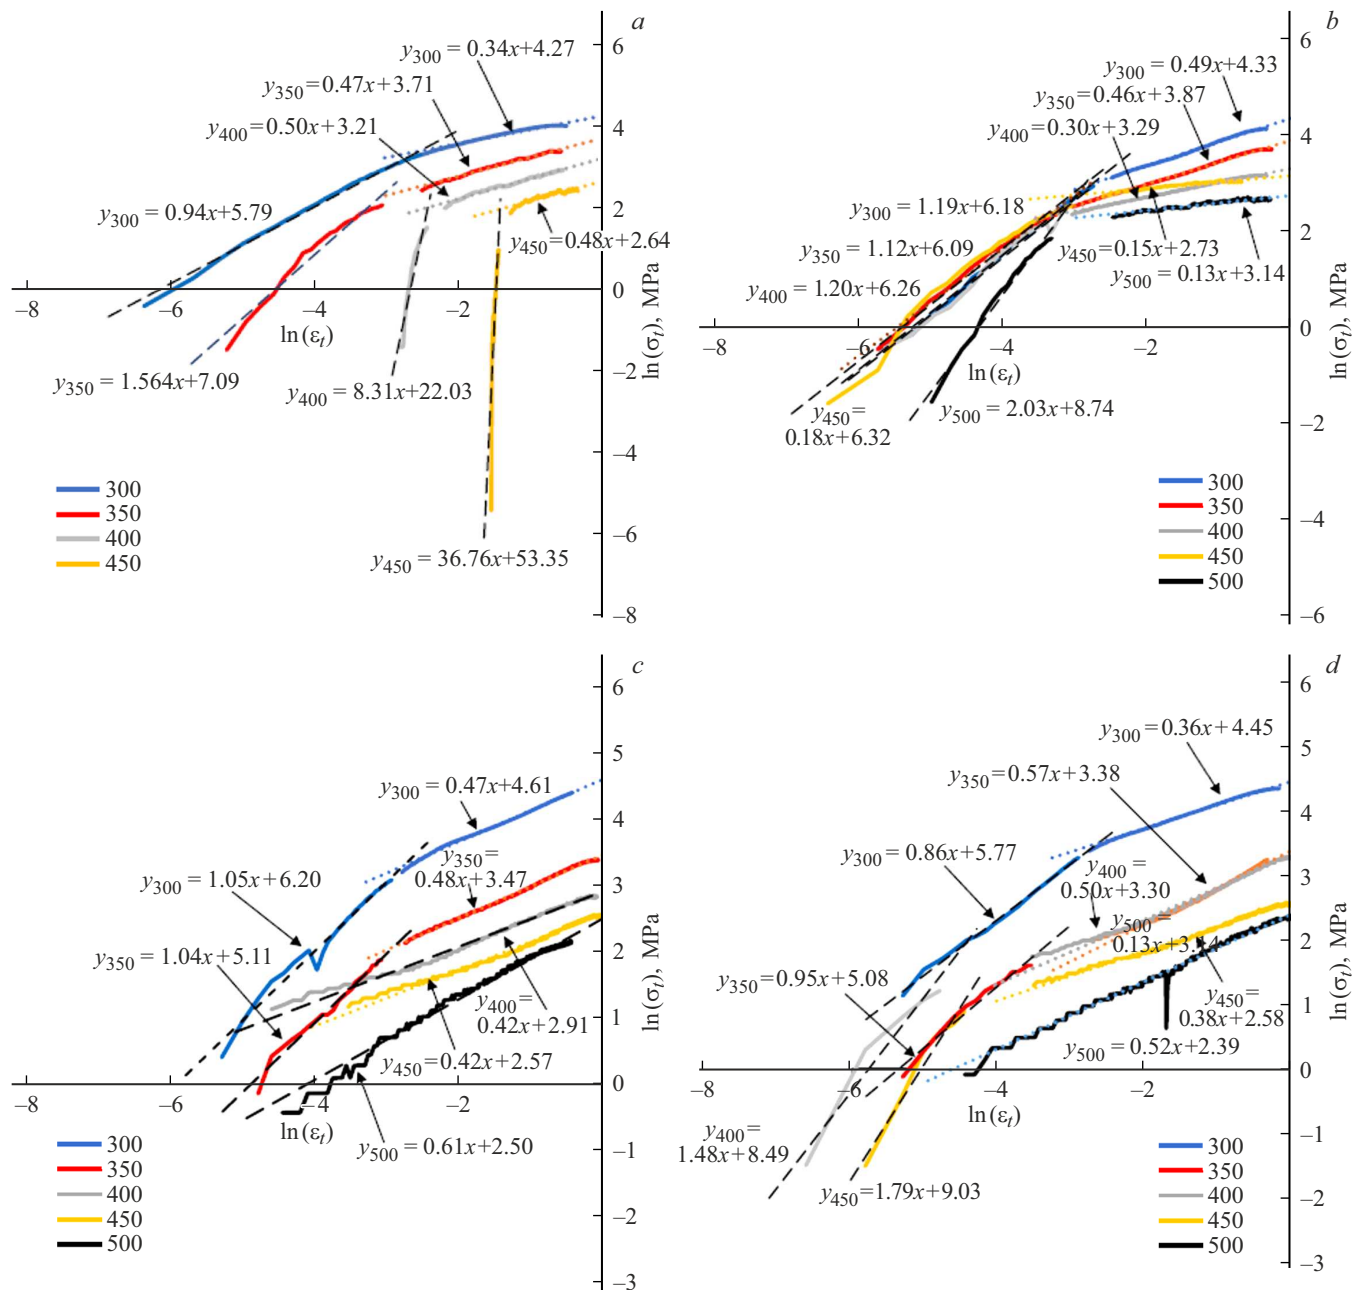 a
6
y300 = 0.34x+4.27
y350=0.47x+3.71
4
y400=0.50x+3.21
2
y300 = 0.94x+5.79
y450=0.48x+2.64
–8
–6
–4
–2
0
ln(εt)
ln(σt), MPa
y350 = 1.564x+7.09
y400 = 8.31x+22.03
–2
–4
300
350
400
450
y450 = 36.76x+53.35
–6
–8
b
6
y300 = 0.49x+4.33
y350=0.46x+3.87
4
y400=0.30x+3.29
y300 = 1.19x+6.18
2
y350 = 1.12x+6.09
y450=0.15x+2.73
y500=0.13x+3.14
y400 = 1.20x+6.26
–8
–6
–4
–2
0
ln(εt)
ln(σt), MPa
y450=
0.18x+6.32
y500 = 2.03x+8.74
–2
300
350
400
450
500
–4
–6
c
6
5
y300 = 0.47x+4.61
4
y350=
0.48x+3.47
y300 = 1.05x+6.20
3
2
y350=1.04x+5.11
y400=
0.42x+2.91
1
y450=0.42x+2.57
–8
–6
–4
–2
0
ln(εt)
ln(σt), MPa
y500=0.61x+2.50
300
350
400
450
500
–1
–2
–3
d
6
y300=0.36x+4.45
y350=0.57x+3.38
5
4
y300=0.86x+5.77
y400=
0.50x+3.30
3
y500=
0.13x+3.14
2
y350=0.95x+5.08
y450=
0.38x+2.58
1
y500=0.52x+2.39
–8
–6
–4
–2
0
ln(εt)
ln(σt), MPa
y400=
1.48x+8.49
y450=1.79x+9.03
–1
300
350
400
450
500
–2
–3